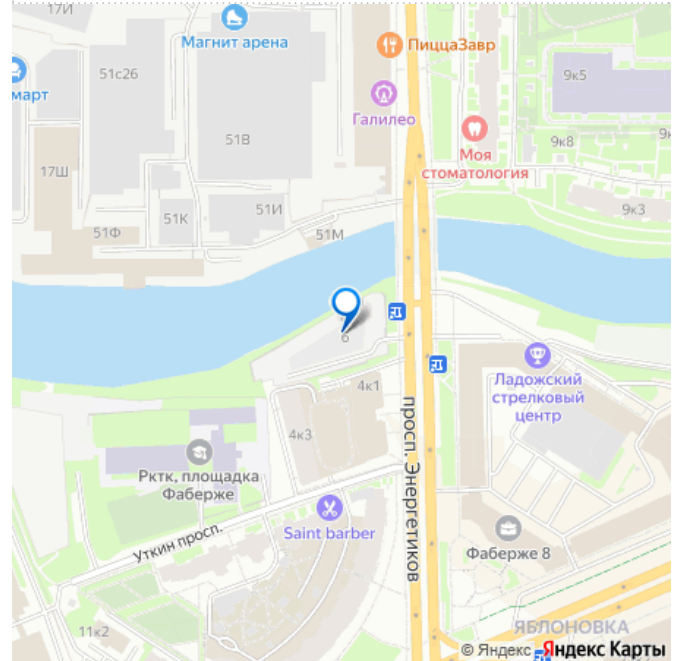 17И
Магнит арена
ПиццаЗавр
51с26
9к5
март
Галилео
51В
9к8
Моя
стоматология
17Ш
51И
9к3
51К
51Ф
51М
6
Ладожский
стрелковый
центр
4к1
просп. Энергетиков
4к3
Рктк, площадка
Фаберже
Saint barber
Уткин просп.
Фаберже 8
11к2
ЯБЛОНОВКА
© Яндекс Яндекс Карты